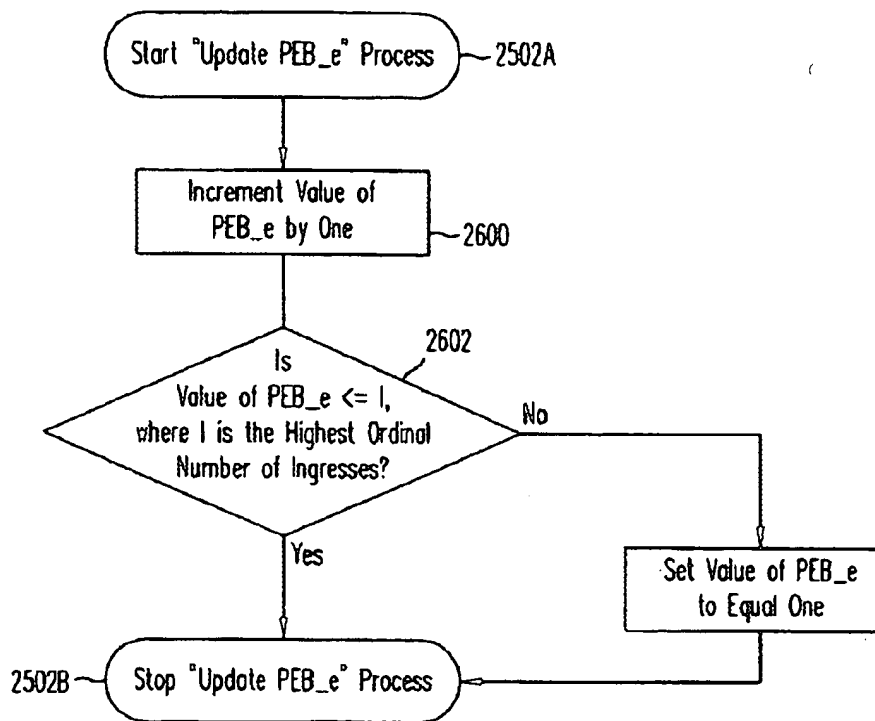 Start "Update PEB_e" Process
2502A
Increment Value of
PEB_e by One
2600
2602
Is
Value of PEB_e <= I,
where I is the Highest Ordinal
Number of Ingresses?
No
Yes
Set Value of PEB_e
to Equal One
2502B
Stop "Update PEB_e" Process